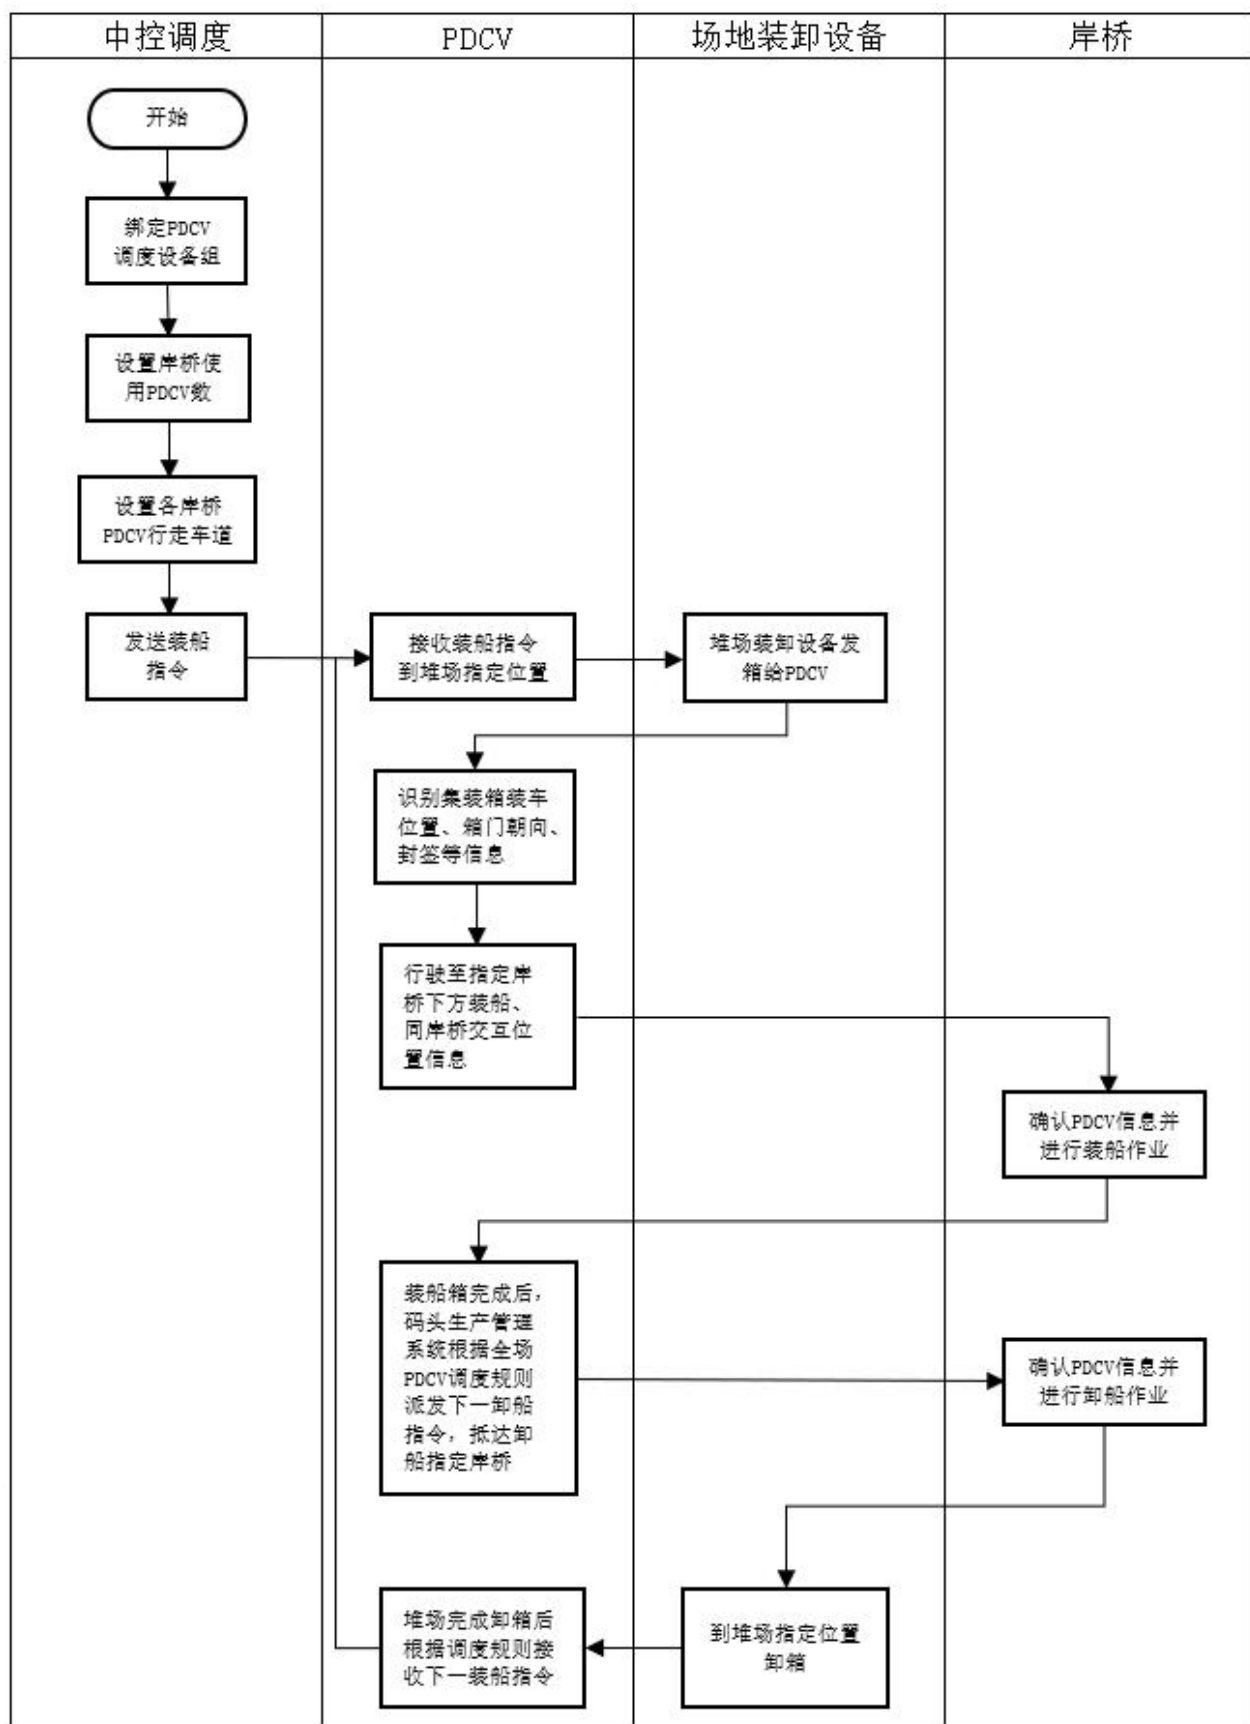 中控调度
PDCV
场地装卸设备
岸桥
开始
绑定PDCV
调度设备组
设置岸桥使
用PDCV数
设置各岸桥
PDCV行走车道
发送装船
指令
接收装船指令
到堆场指定位置
堆场装卸设备发
箱给PDCV
识别集装箱装车
位置、箱门朝向、
封签等信息
行驶至指定岸
桥下方装船、
同岸桥交互位
置信息
确认PDCV信息并
进行装船作业
装船箱完成后，
码头生产管理
系统根据全场
PDCV调度规则
派发下一卸船
指令，抵达卸
船指定岸桥
确认PDCV信息并
进行卸船作业
到堆场指定位置
卸箱
堆场完成卸箱后
根据调度规则接
收下一装船指令